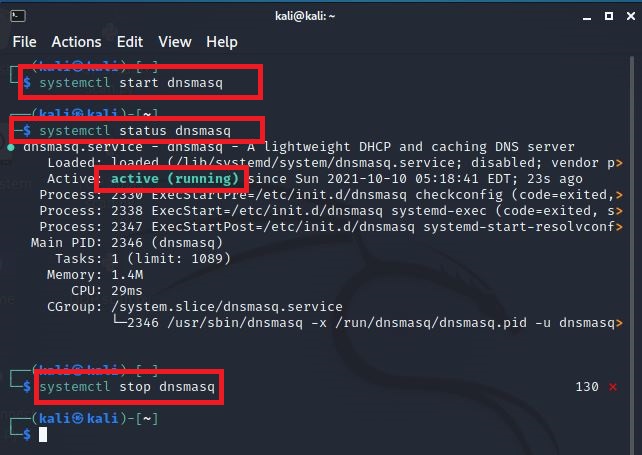 kali@kali: ~
File Actions Edit View Help
┌──(kali㉿kali)-[~]
└─$ systemctl start dnsmasq
┌──(kali㉿kali)-[~]
└─$ systemctl status dnsmasq
● dnsmasq.service - dnsmasq - A lightweight DHCP and caching DNS server
Loaded: loaded (/lib/systemd/system/dnsmasq.service; disabled; vendor p>
Active: active (running) since Sun 2021-10-10 05:18:41 EDT; 23s ago
Process: 2330 ExecStartPre=/etc/init.d/dnsmasq checkconfig (code=exited,>
Process: 2338 ExecStart=/etc/init.d/dnsmasq systemd-exec (code=exited, s>
Process: 2347 ExecStartPost=/etc/init.d/dnsmasq systemd-start-resolvconf>
Main PID: 2346 (dnsmasq)
Tasks: 1 (limit: 1089)
Memory: 1.4M
CPU: 29ms
CGroup: /system.slice/dnsmasq.service
└─2346 /usr/sbin/dnsmasq -x /run/dnsmasq/dnsmasq.pid -u dnsmasq>
┌──(kali㉿kali)-[~]
└─$ systemctl stop dnsmasq 130 ⨯
┌──(kali㉿kali)-[~]
└─$